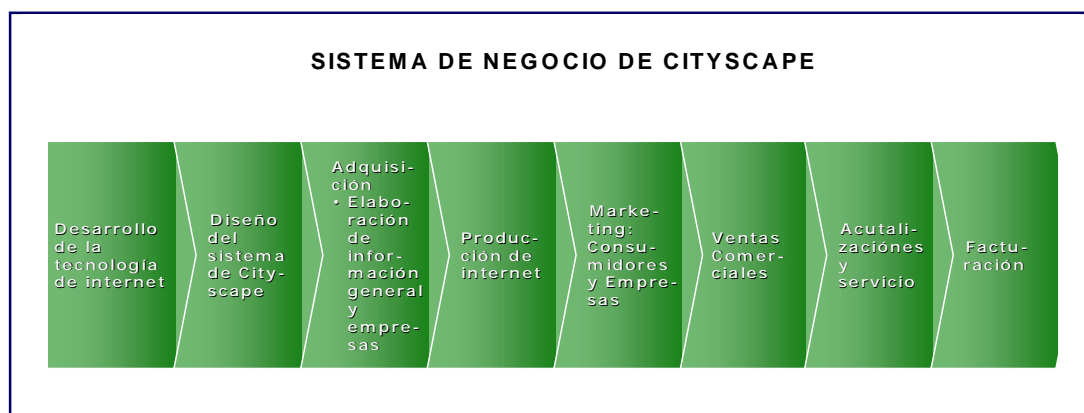 SISTEMA DE NEGOCIO DE CITYSCAPE
Desarrollo
de la
tecnología
de internet
Diseño
del
sistema
de City-
scape
Adquisi-
ción
• Elabo-
ración
de
infor-
mación
general
y
empre-
sas
Produc-
ción de
internet
Marke-
ting:
Consu-
midores
y Empre-
sas
Ventas
Comer-
ciales
Acutali-
zaciónes
y
servicio
Factu-
ración